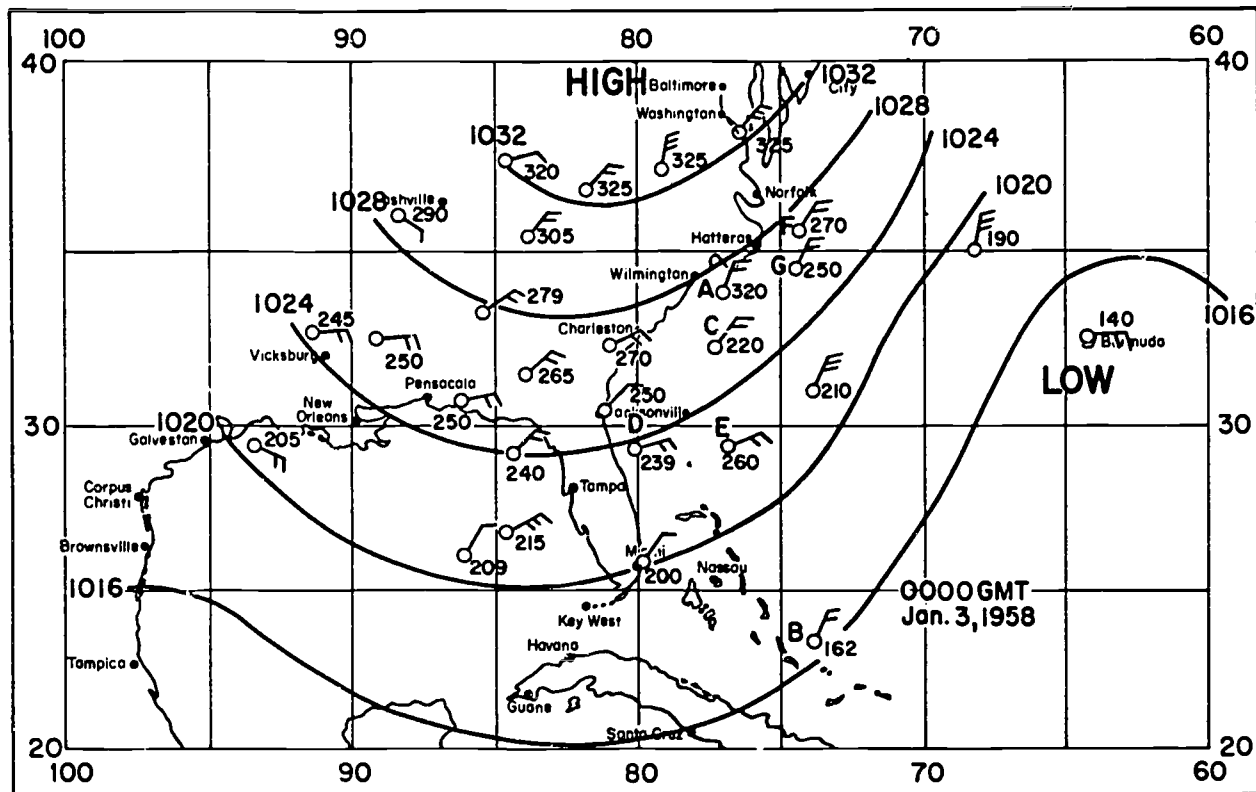 100 90 80 70 60
40 HIGH Baltimore 1032 40
City
Washington 1028
325
1032 325 1024
320 325
Norfolk 1020
1028 ashville
290 F 270
305 Hatteras 190
G 250
Wilmington
A 320
279
1024 1016
245 Charleston C 140
250 270 220 Bermuda
Vicksburg
265 LOW
Pensacola 210
250
New
Orleans
250 sonville
1020 D E
30 30
Galveston 205
240 239 260
Tampa
Corpus
Christi
215
Brownsville
209 200
Nassau
1016 0000 GMT
Jan. 3, 1958
Key West B
162
Havana
Tampico
Guane
Santa Cruz
20 20
100 90 80 70 60